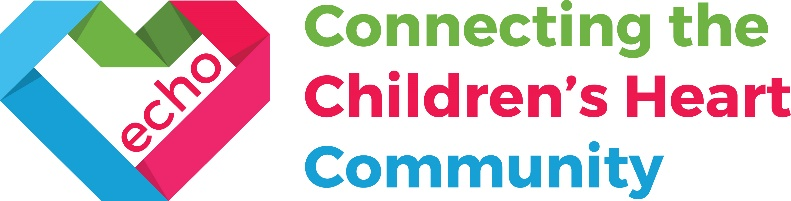 echo
Connecting the
Children's Heart
Community